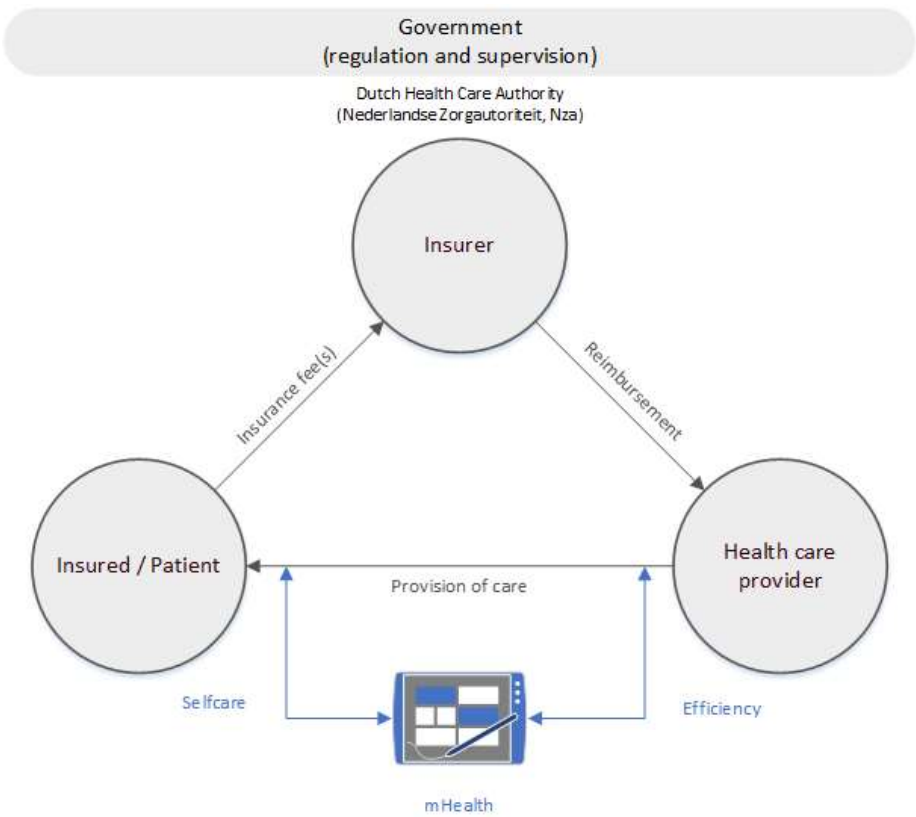 Government
(regulation and supervision)
Dutch Health Care Authority
(Nederlandse Zorgautoriteit, Nza)
Insurer
Insurance fee(s)
Reimbursement
Insured / Patient
Health care
provider
Provision of care
Selfcare
Efficiency
mHealth